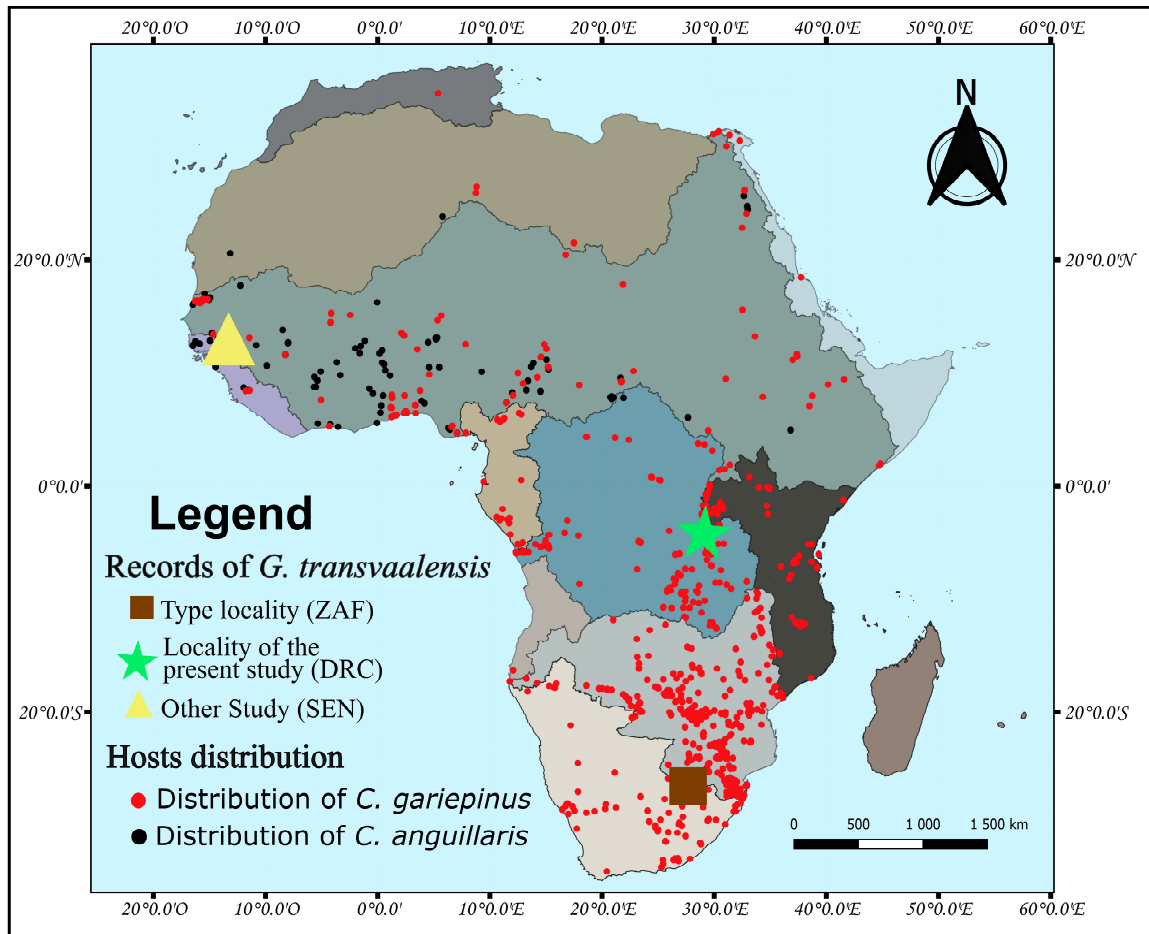 20°0.0'O 10°0.0'O 0°0.0' 10°0.0'E 20°0.0'E 30°0.0'E 40°0.0'E 50°0.0'E 60°0.0'E
N
20°0.0'N 20°0.0'N
0°0.0' 0°0.0'
20°0.0'S 20°0.0'S
Legend
Records of G. transvaalensis
Type locality (ZAF)
Locality of the
present study (DRC)
Other Study (SEN)
Hosts distribution
Distribution of C. gariepinus
Distribution of C. anguillaris
0 500 1 000 1 500 km
20°0.0'O 10°0.0'O 0°0.0' 10°0.0'E 20°0.0'E 30°0.0'E 40°0.0'E 50°0.0'E 60°0.0'E